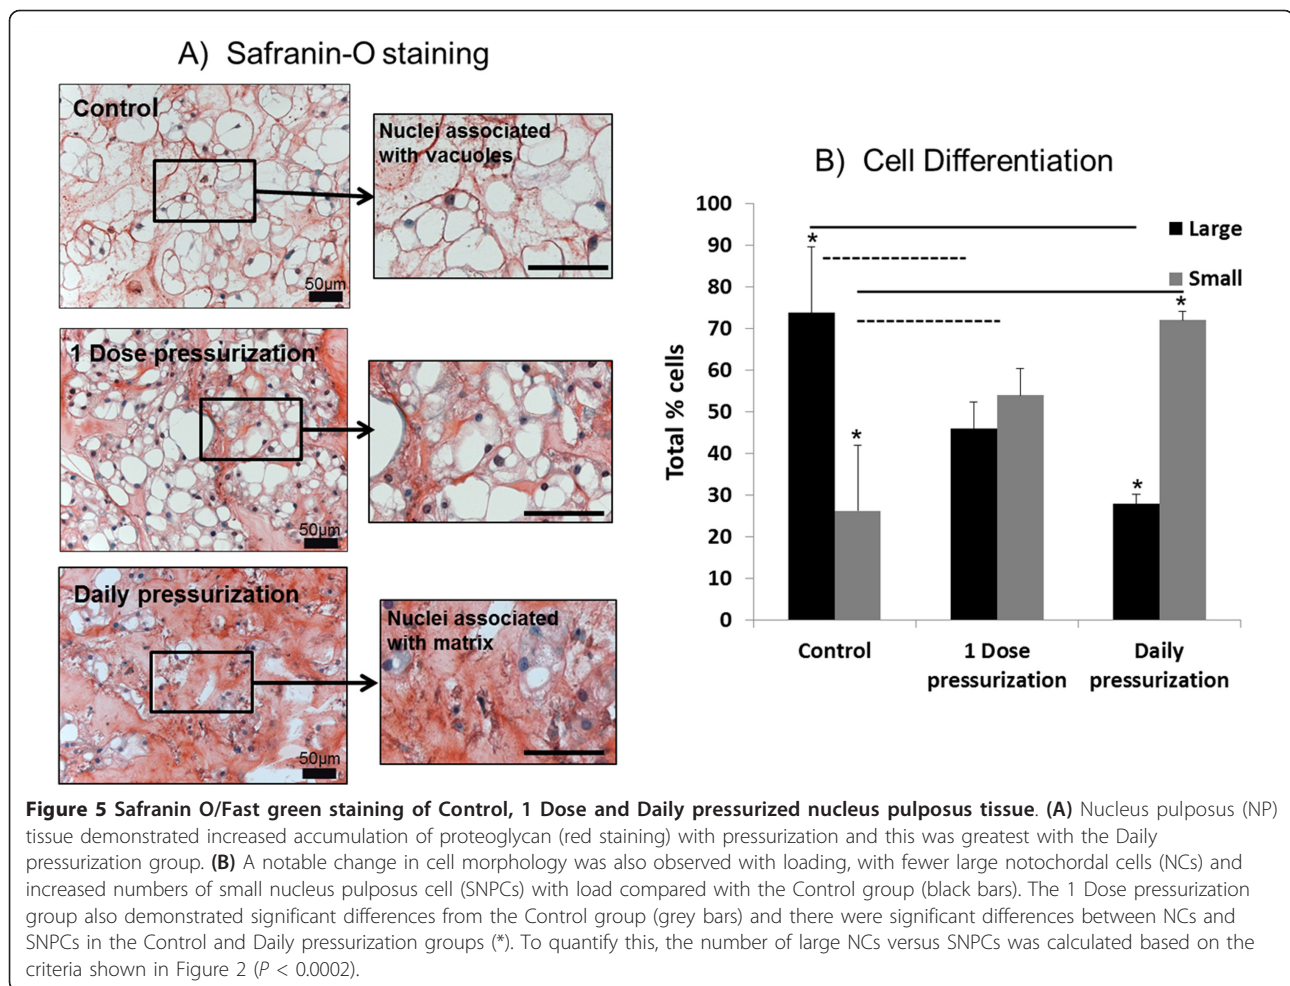 A) Safranin-O staining
Control
Nuclei associated
with vacuoles
50µm
1 Dose pressurization
50µm
Daily pressurization
Nuclei associated
with matrix
50µm
B) Cell Differentiation
100
90
80
70
60
50
40
30
20
10
0
Total % cells
*
*
*
*
Large
Small
Control
1 Dose
pressurization
Daily
pressurization
Figure 5 Safranin O/Fast green staining of Control, 1 Dose and Daily pressurized nucleus pulposus tissue. (A) Nucleus pulposus (NP)
tissue demonstrated increased accumulation of proteoglycan (red staining) with pressurization and this was greatest with the Daily
pressurization group. (B) A notable change in cell morphology was also observed with loading, with fewer large notochordal cells (NCs) and
increased numbers of small nucleus pulposus cell (SNPCs) with load compared with the Control group (black bars). The 1 Dose pressurization
group also demonstrated significant differences from the Control group (grey bars) and there were significant differences between NCs and
SNPCs in the Control and Daily pressurization groups (*). To quantify this, the number of large NCs versus SNPCs was calculated based on the
criteria shown in Figure 2 (P < 0.0002).